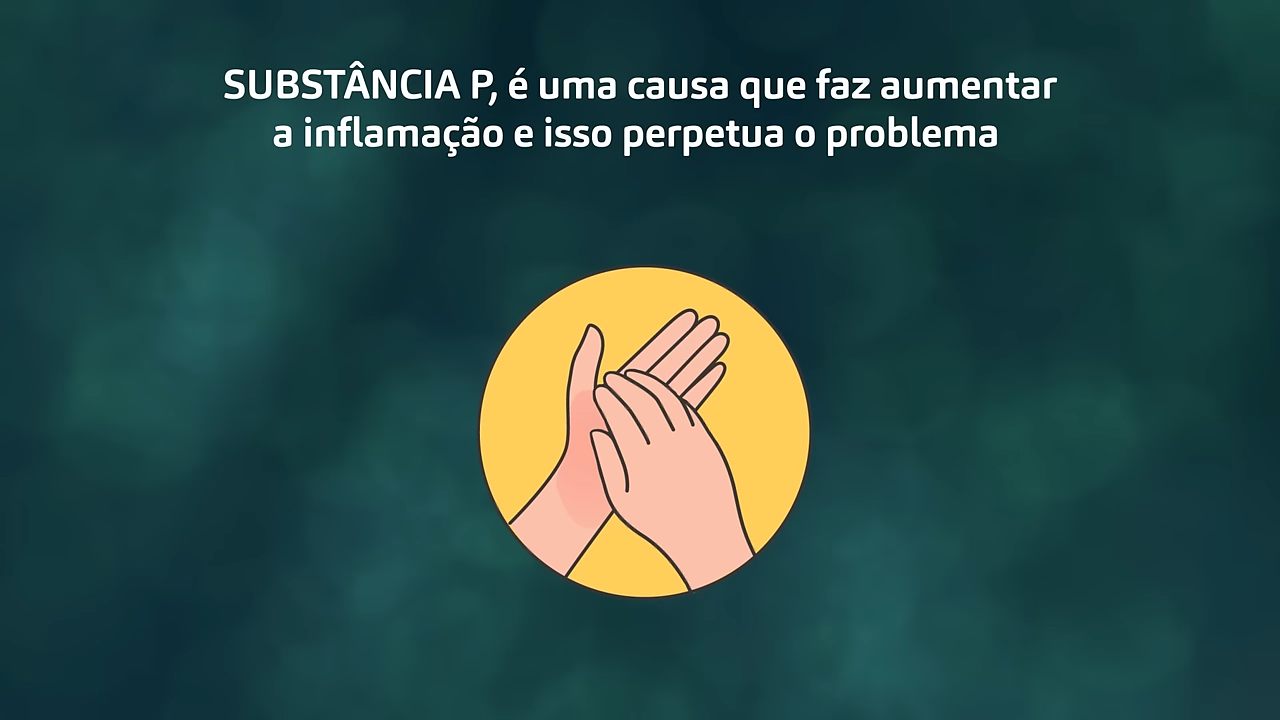 SUBSTÂNCIA P, é uma causa que faz aumentar
a inflamação e isso perpetua o problema